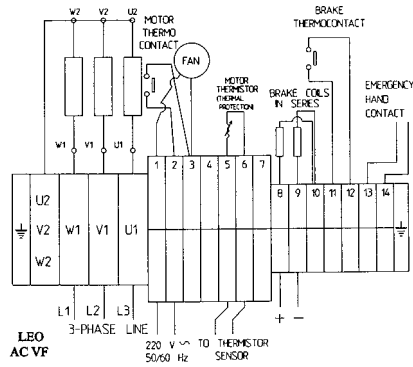 W2 V2 U2
MOTOR
THERMO
CONTACT
FAN
BRAKE
THERMOCONTACT
MOTOR
THERMISTOR
(THERMAL
PROTECTION)
BRAKE COILS
IN SERIES
EMERGENCY
HAND
CONTACT
W1 V1 U1
1 2 3 4 5 6 7
8 9 10 11 12 13 14
U2
V2
W2
W1 V1 U1
L1 L2 L3
3-PHASE LINE
+ −
LEO
AC VF
220 V ~
50/60 Hz
TO THERMISTOR
SENSOR